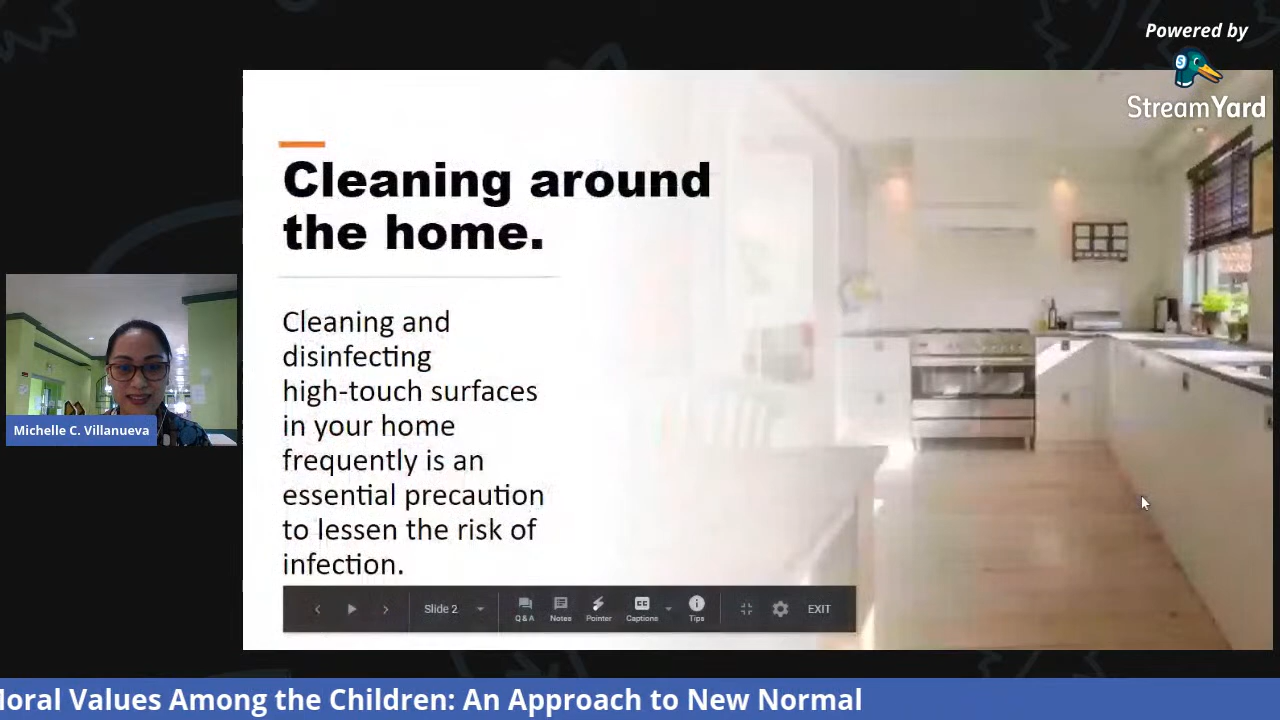 Powered by
StreamYard
Cleaning around
the home.
Cleaning and
disinfecting
high-touch surfaces
in your home
frequently is an
essential precaution
to lessen the risk of
infection.
Michelle C. Villanueva
Slide 2
Q&A
Notes
Pointer
CC
Captions
Tips
EXIT
Values Among the Children: An Approach to New Normal